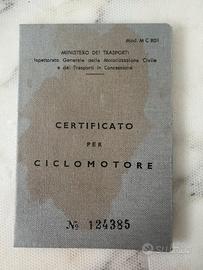 Mod. M C 801
MINISTERO DEI TRASPORTI
Ispettorato Generale della Motorizzazione Civile
e dei Trasporti in Concessione
CERTIFICATO
PER
CICLOMOTORE
№ 124385
subito